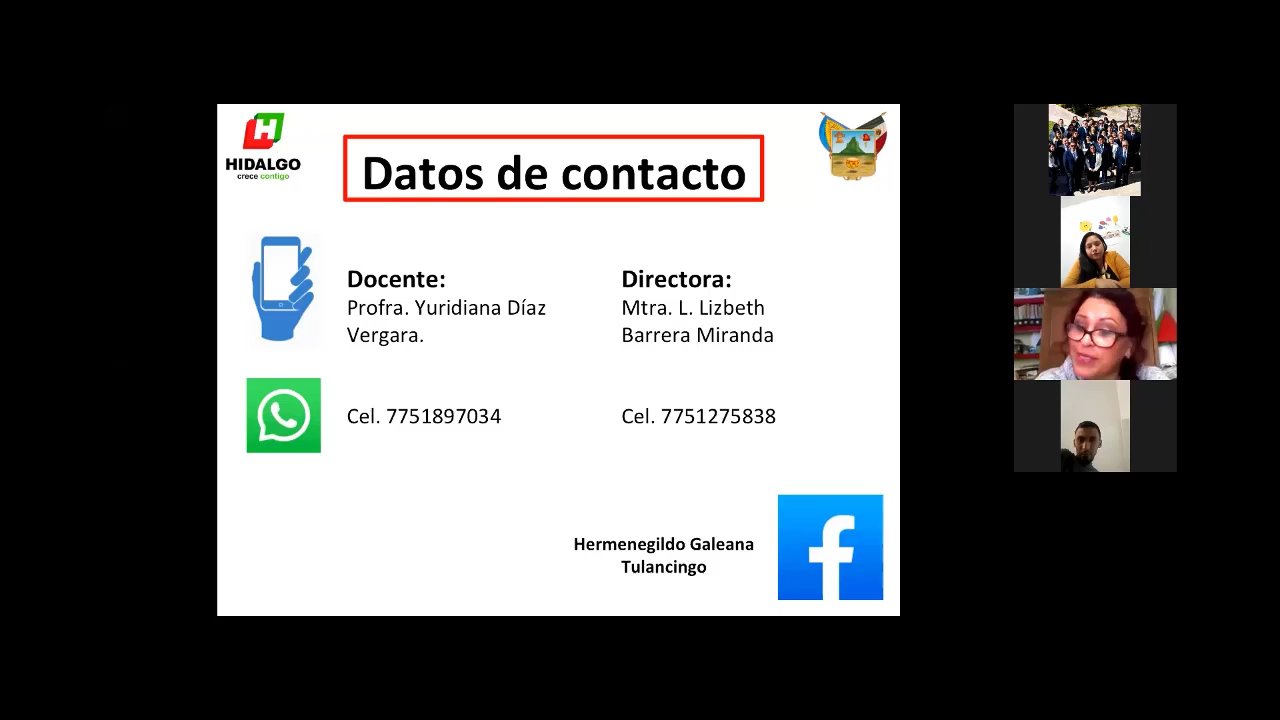 H
HIDALGO
crece contigo
Datos de contacto
Docente:
Profra. Yuridiana Díaz
Vergara.
Cel. 7751897034
Directora:
Mtra. L. Lizbeth
Barrera Miranda
Cel. 7751275838
Hermenegildo Galeana
Tulancingo
f